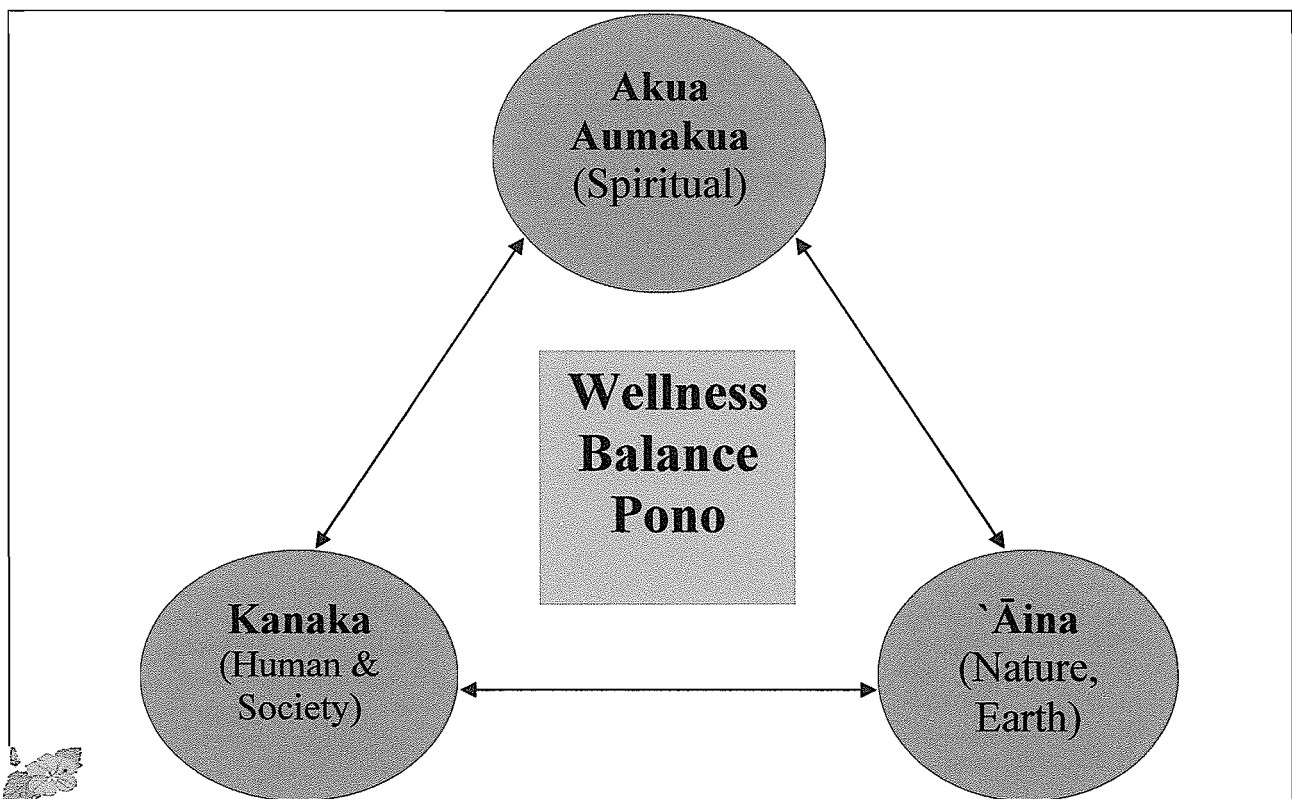 Akua
Aumakua
(Spiritual)
Wellness
Balance
Pono
Kanaka
(Human &
Society)
`Āina
(Nature,
Earth)